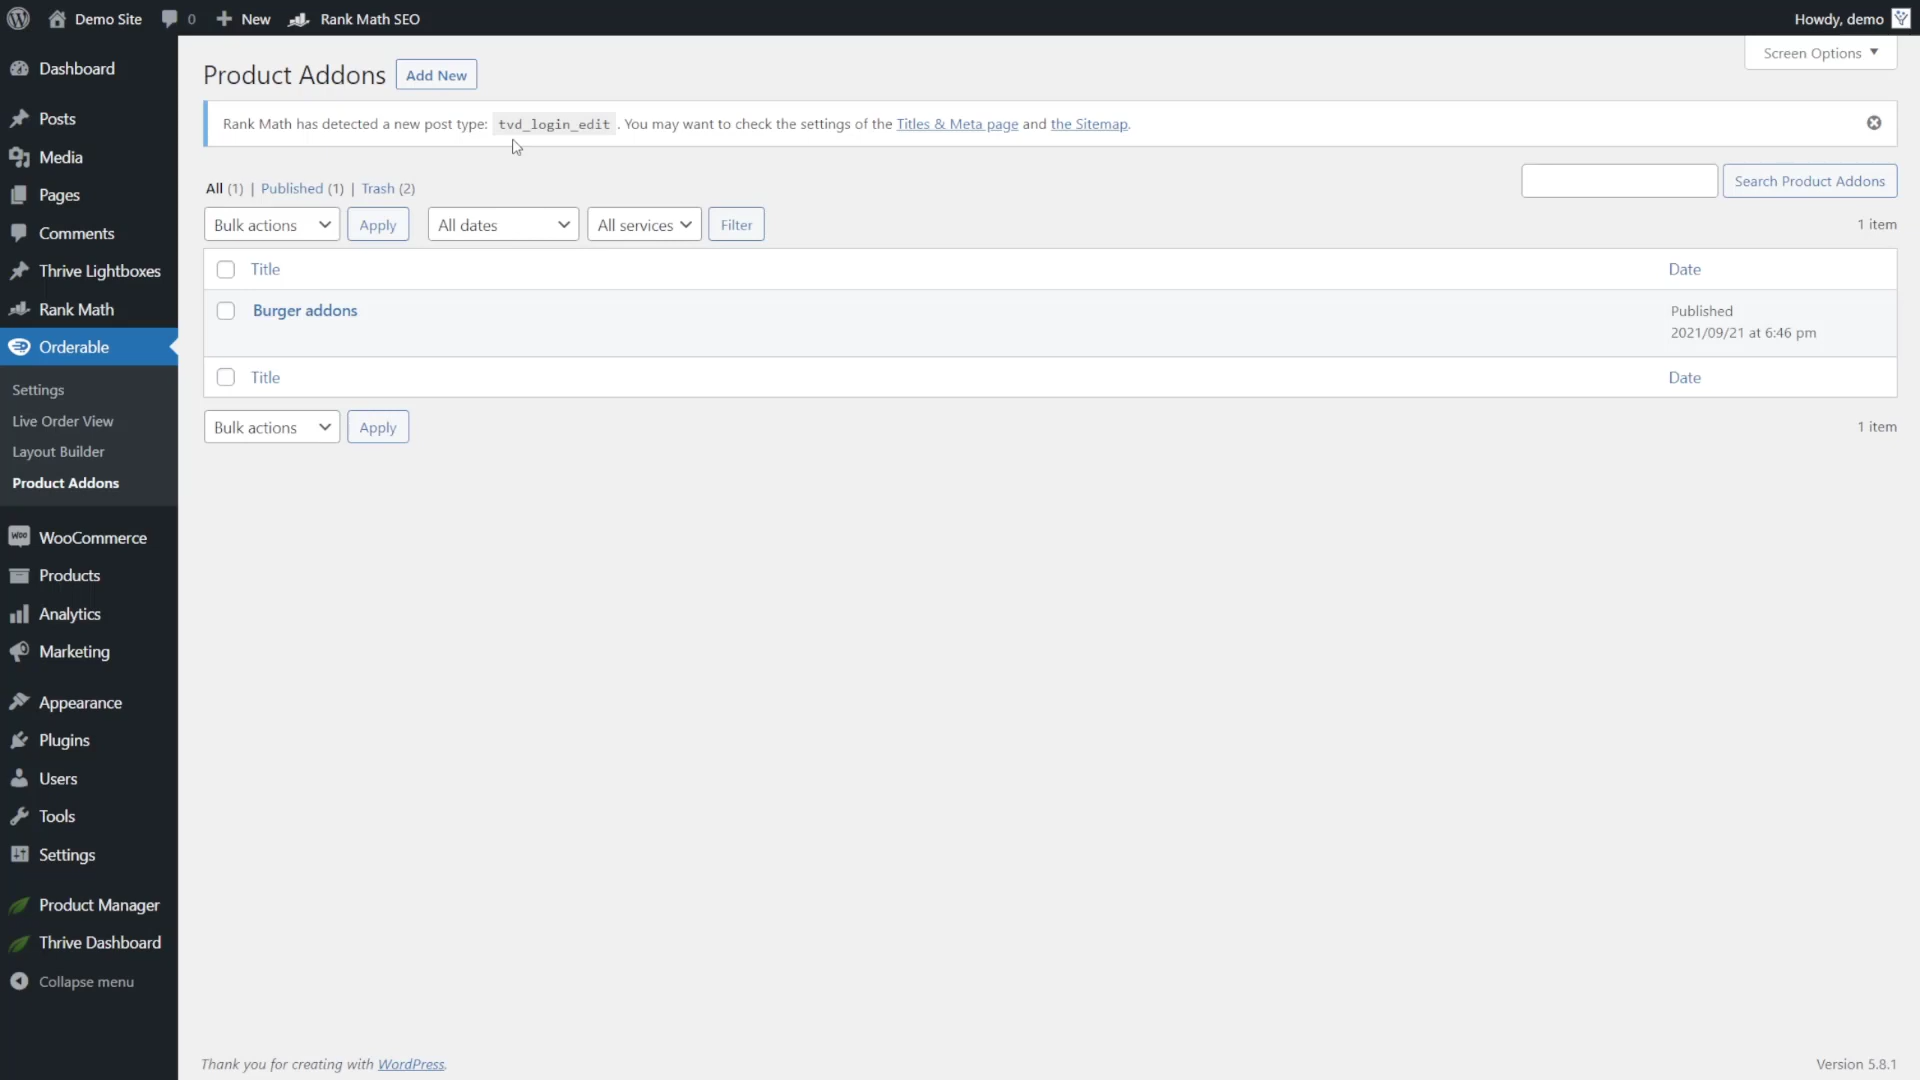 Demo Site
0
New
Rank Math SEO
Howdy, demo
Dashboard
Posts
Media
Pages
Comments
Thrive Lightboxes
Rank Math
Orderable
Settings
Live Order View
Layout Builder
Product Addons
WooCommerce
Products
Analytics
Marketing
Appearance
Plugins
Users
Tools
Settings
Product Manager
Thrive Dashboard
Collapse menu
Screen Options
Product Addons Add New
Rank Math has detected a new post type: tvd_login_edit . You may want to check the settings of the Titles & Meta page and the Sitemap.
All (1) | Published (1) | Trash (2)
Search Product Addons
Bulk actions Apply All dates All services Filter 1 item
Title Date
Burger addons Published
2021/09/21 at 6:46 pm
Title Date
Bulk actions Apply 1 item
Thank you for creating with WordPress. Version 5.8.1